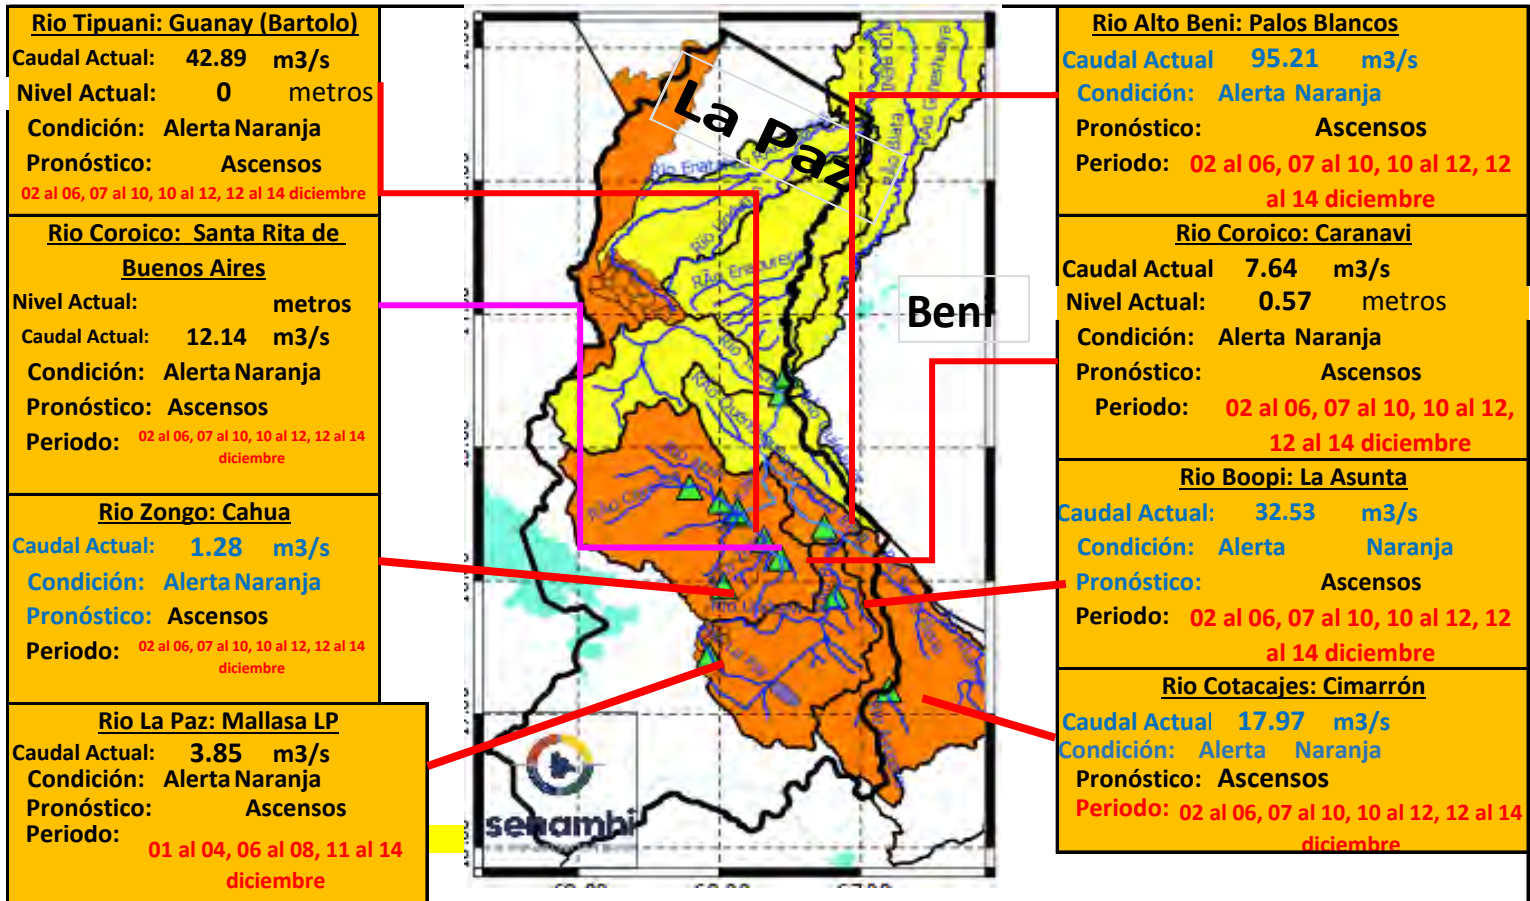 Rio Tipuani: Guanay (Bartolo)
Caudal Actual: 42.89 m3/s
Nivel Actual: 0 metros
Condición: Alerta Naranja
Pronóstico: Ascensos
02 al 06, 07 al 10, 10 al 12, 12 al 14 diciembre
Rio Coroico: Santa Rita de
Buenos Aires
Nivel Actual: metros
Caudal Actual: 12.14 m3/s
Condición: Alerta Naranja
Pronóstico: Ascensos
Periodo: 02 al 06, 07 al 10, 10 al 12, 12 al 14
diciembre
Rio Zongo: Cahua
Caudal Actual: 1.28 m3/s
Condición: Alerta Naranja
Pronóstico: Ascensos
Periodo: 02 al 06, 07 al 10, 10 al 12, 12 al 14
diciembre
Rio La Paz: Mallasa LP
Caudal Actual: 3.85 m3/s
Condición: Alerta Naranja
Pronóstico: Ascensos
Periodo:
01 al 04, 06 al 08, 11 al 14
diciembre
La Paz
Beni
senamhi
Rio Alto Beni: Palos Blancos
Caudal Actual 95.21 m3/s
Condición: Alerta Naranja
Pronóstico: Ascensos
Periodo: 02 al 06, 07 al 10, 10 al 12, 12
al 14 diciembre
Rio Coroico: Caranavi
Caudal Actual 7.64 m3/s
Nivel Actual: 0.57 metros
Condición: Alerta Naranja
Pronóstico: Ascensos
Periodo: 02 al 06, 07 al 10, 10 al 12,
12 al 14 diciembre
Rio Boopi: La Asunta
Caudal Actual: 32.53 m3/s
Condición: Alerta Naranja
Pronóstico: Ascensos
Periodo: 02 al 06, 07 al 10, 10 al 12, 12
al 14 diciembre
Rio Cotacajes: Cimarrón
Caudal Actual 17.97 m3/s
Condición: Alerta Naranja
Pronóstico: Ascensos
Periodo: 02 al 06, 07 al 10, 10 al 12, 12 al 14
diciembre